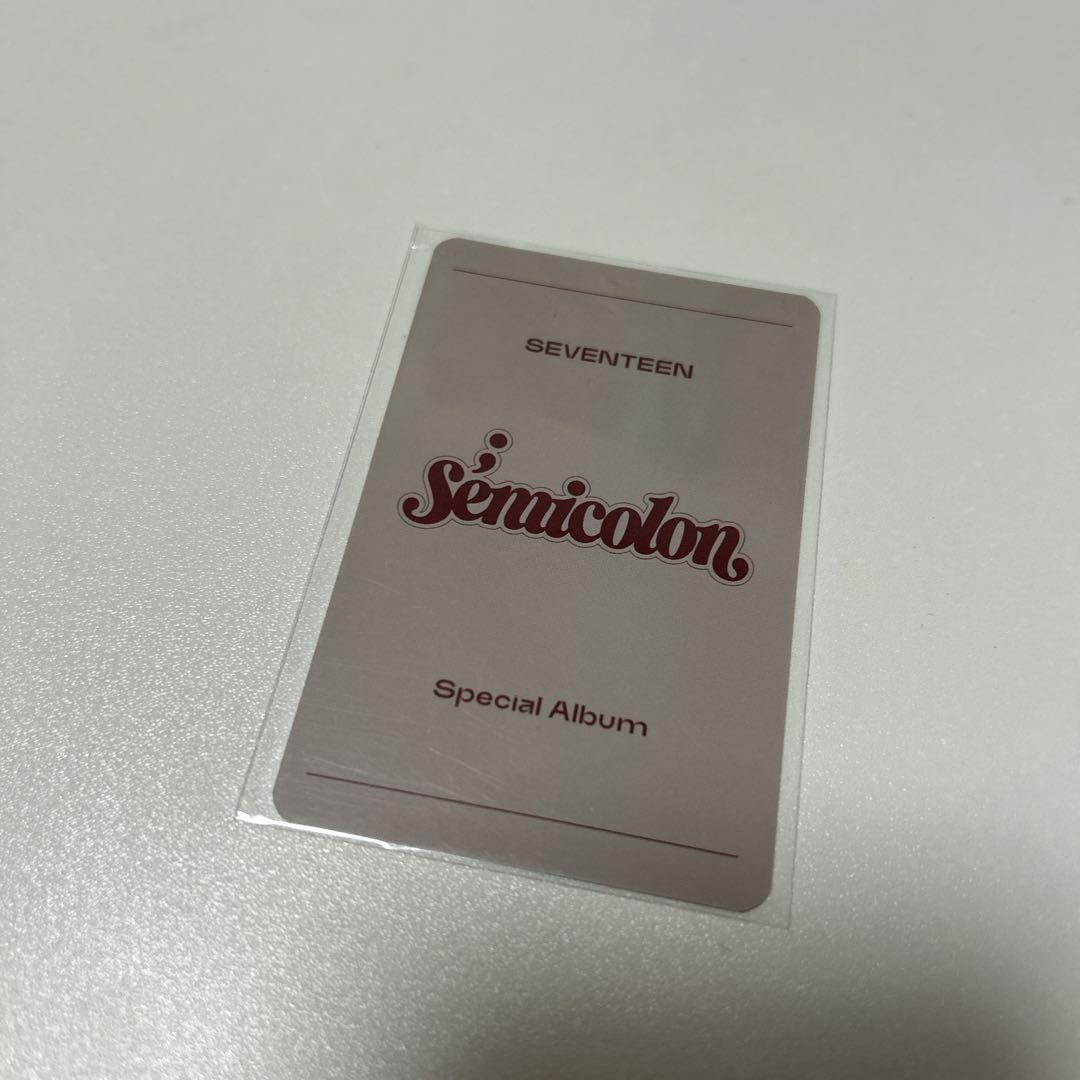 SEVENTEEN
; Semicolon
Special Album